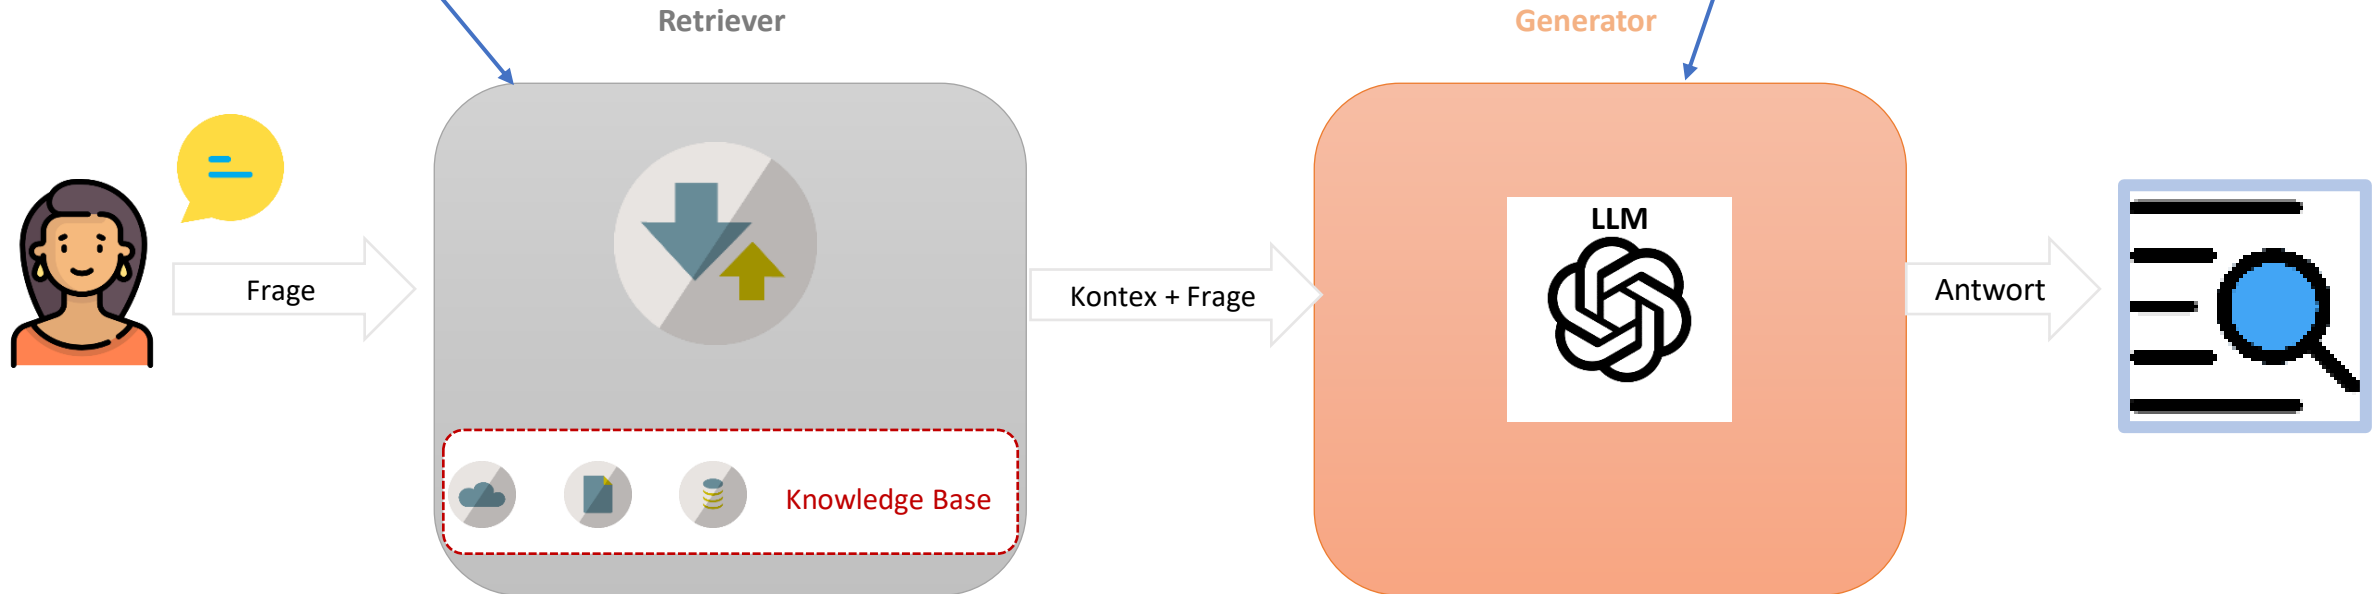 Retriever
Generator
Frage
Kontex + Frage
LLM
Antwort
Knowledge Base